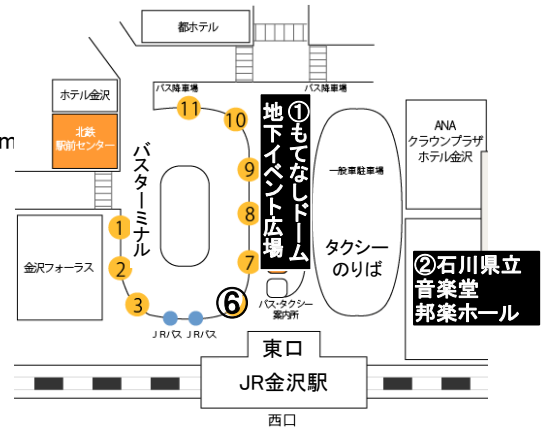 都ホテル
バス降車場
バス降車場
ホテル金沢
11
10
①もてなしドーム
地下イベント広場
ANA
クラウンプラザ
ホテル金沢
m
北鉄
駅前センター
バスターミナル
9
一般車駐車場
1
8
金沢フォーラス
タクシー
のりば
2
7
②石川県立
音楽堂
邦楽ホール
3
⑥
バス・タクシー
案内所
JRバス JRバス
東口
JR金沢駅
西口